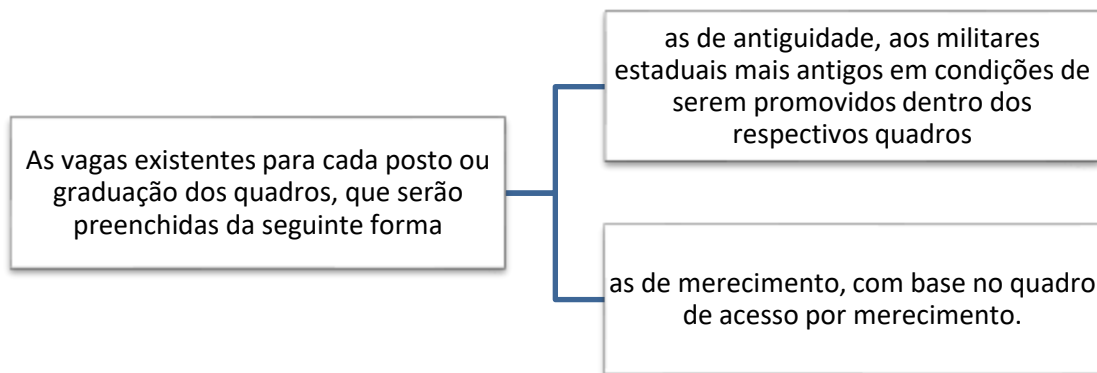 As vagas existentes para cada posto ou
graduação dos quadros, que serão
preenchidas da seguinte forma
as de antiguidade, aos militares
estaduais mais antigos em condições de
serem promovidos dentro dos
respectivos quadros
as de merecimento, com base no quadro
de acesso por merecimento.